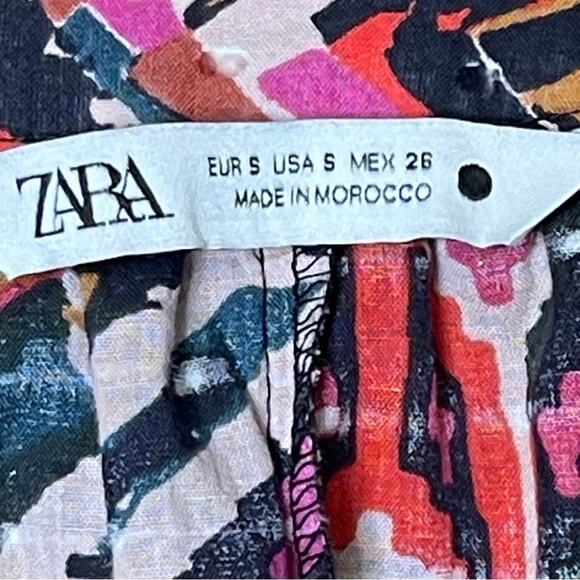 ZARA
EUR S USA S MEX 26
MADE IN MOROCCO